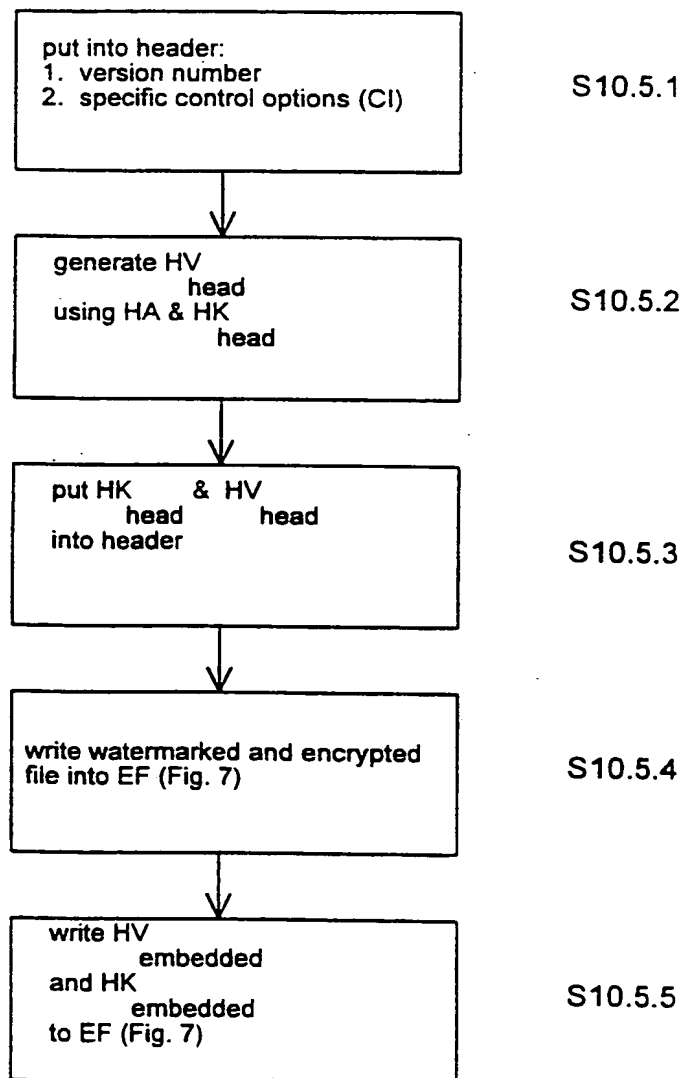 put into header:
1. version number
2. specific control options (CI)
S10.5.1
generate HV
head
using HA & HK
head
S10.5.2
put HK & HV
head head
into header
S10.5.3
write watermarked and encrypted
file into EF (Fig. 7)
S10.5.4
write HV
embedded
and HK
embedded
to EF (Fig. 7)
S10.5.5